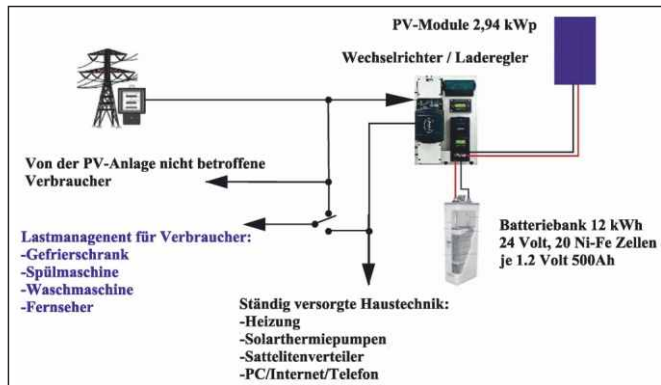 PV-Module 2,94 kWp
Wechselrichter / Laderegler
Von der PV-Anlage nicht betroffene
Verbraucher
Lastmanagenent für Verbraucher:
-Gefrierschrank
-Spülmaschine
-Waschmaschine
-Fernseher
Batteriebank 12 kWh
24 Volt, 20 Ni-Fe Zellen
je 1.2 Volt 500Ah
Ständig versorgte Haustechnik:
-Heizung
-Solarthermiepumpen
-Sattelitenverteiler
-PC/Internet/Telefon